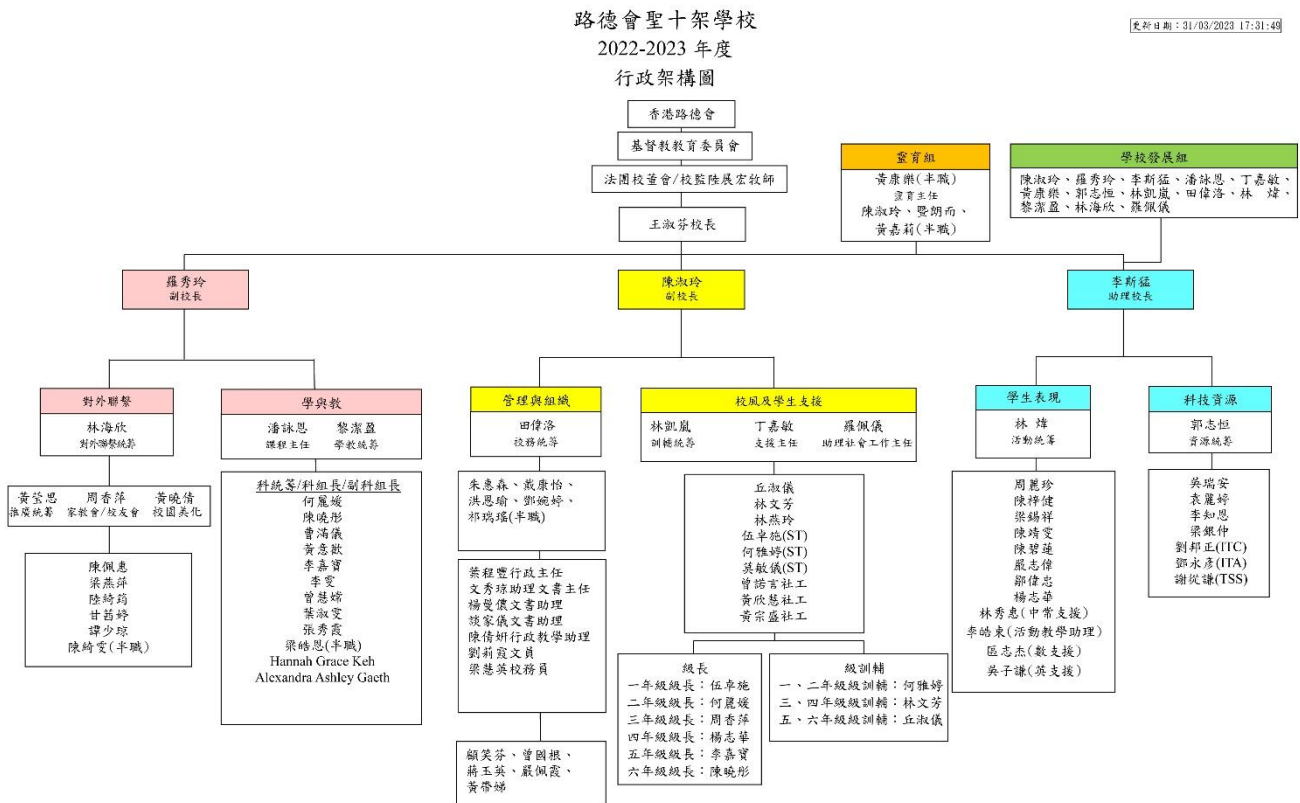 路德會聖十架學校
2022-2023 年度
行政架構圖
更新日期：31/03/2023 17:31:49
香港路德會
基督教教育委員會
法團校董會/校監陸展宏牧師
王淑芬校長
靈育組
黃康樂(半職)
靈育主任
陳淑玲、暨朗而、
黃嘉莉(半職)
學校發展組
陳淑玲、羅秀玲、李斯猛、潘詠恩、丁嘉敏、
黃康樂、郭志恒、林凱嵐、田偉洛、林　煒、
黎潔盈、林海欣、羅佩儀
羅秀玲
副校長
陳淑玲
副校長
李斯猛
助理校長
對外聯繫
林海欣
對外聯繫統籌
黃瑩思
推廣統籌
周香萍
家教會/校友會
黃曉倩
校園美化
陳佩惠
梁燕萍
陸綺筠
甘茜婷
譚少琼
陳綺雯(半職)
學與教
潘詠恩
課程主任
黎潔盈
學教統籌
科統籌/科組長/副科組長
何麗媛
陳曉彤
曹滿儀
黃意歡
李嘉寶
李雯
曾慧嫦
葉淑雯
張秀霞
梁皓恩(半職)
Hannah Grace Keh
Alexandra Ashley Gaeth
管理與組織
田偉洛
校務統籌
朱惠森、戴康怡、
洪恩瑜、鄧婉婷、
祁瑞瑤(半職)
葉程豐行政主任
文秀琼助理文書主任
楊曼儂文書助理
談家儀文書助理
陳倩妍行政教學助理
劉莉霞文員
梁慧英校務員
顧笑芬、曾國根、
蔣玉英、嚴佩霞、
黃帶娣
校風及學生支援
林凱嵐
訓輔統籌
丁嘉敏
支援主任
羅佩儀
助理社會工作主任
丘淑儀
林文芳
林燕玲
伍卓施(ST)
何雅婷(ST)
莫敏儀(ST)
曾諾言社工
黃欣慧社工
黃宗盛社工
級長
一年級級長：伍卓施
二年級級長：何麗媛
三年級級長：周香萍
四年級級長：楊志華
五年級級長：李嘉寶
六年級級長：陳曉彤
級訓輔
一、二年級級訓輔：何雅婷
三、四年級級訓輔：林文芳
五、六年級級訓輔：丘淑儀
學生表現
林 煒
活動統籌
周麗珍
陳梓健
梁錫祥
陳靖雯
陳碧蓮
嚴志偉
鄒偉忠
楊志華
林秀惠(中常支援)
李皓東(活動教學助理)
區志杰(數支援)
吳子謙(英支援)
科技資源
郭志恒
資源統籌
吳瑞安
袁麗婷
李知恩
梁銀仲
劉邦正(ITC)
鄧永彥(ITA)
謝從謙(TSS)